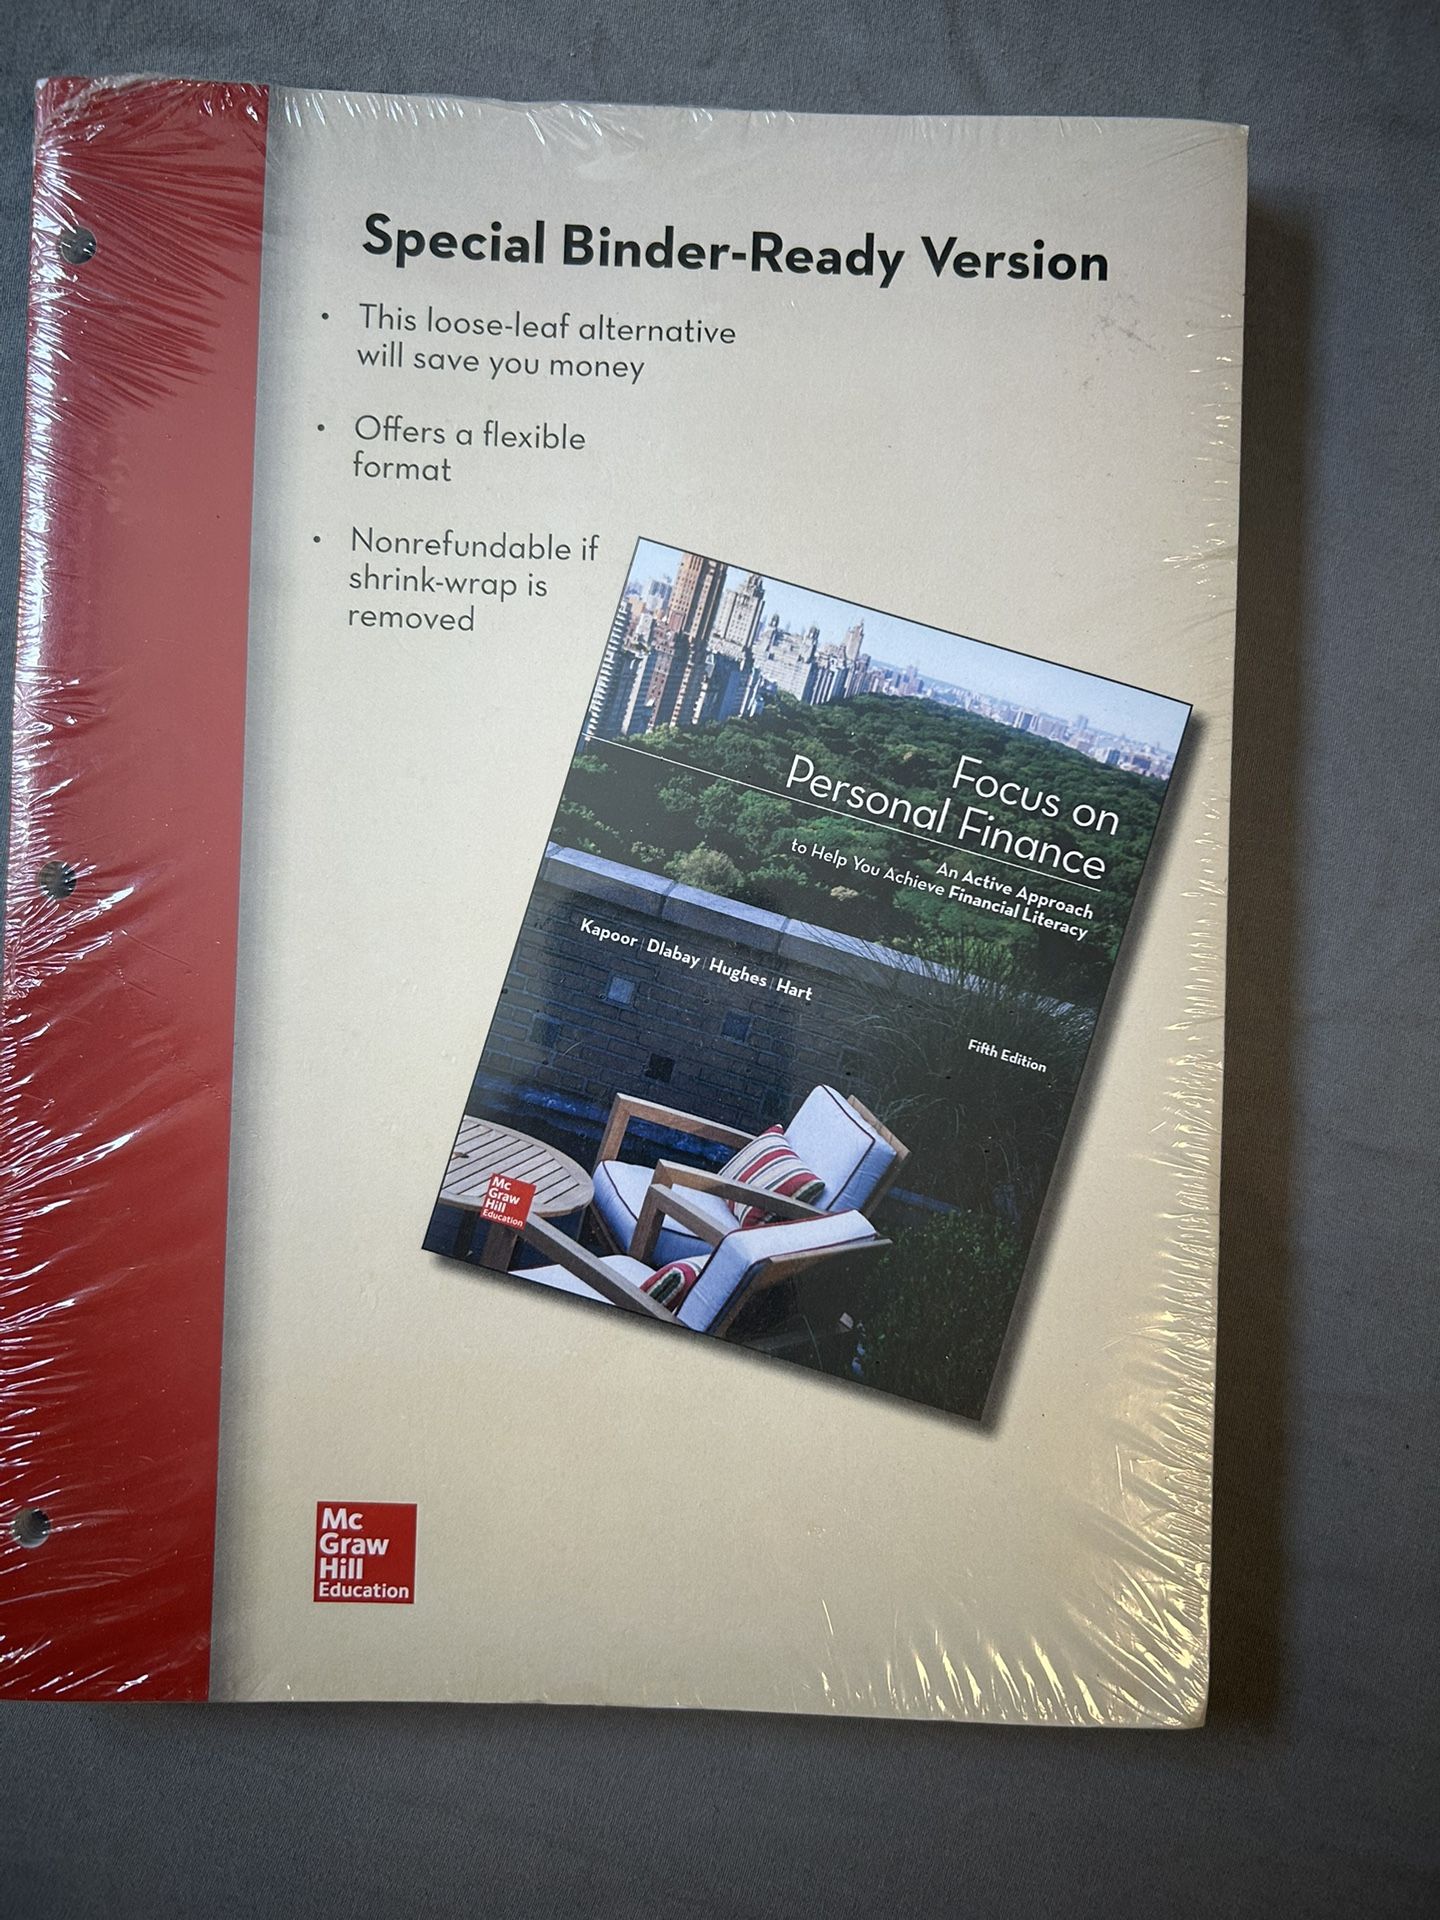 Special Binder-Ready Version
• This loose-leaf alternative
will save you money
• Offers a flexible
format
• Nonrefundable if
shrink-wrap is
removed
Focus on
Personal Finance
An Active Approach
to Help You Achieve Financial Literacy
Kapoor | Dlabay | Hughes | Hart
Fifth Edition
Mc
Graw
Hill
Education
Mc
Graw
Hill
Education